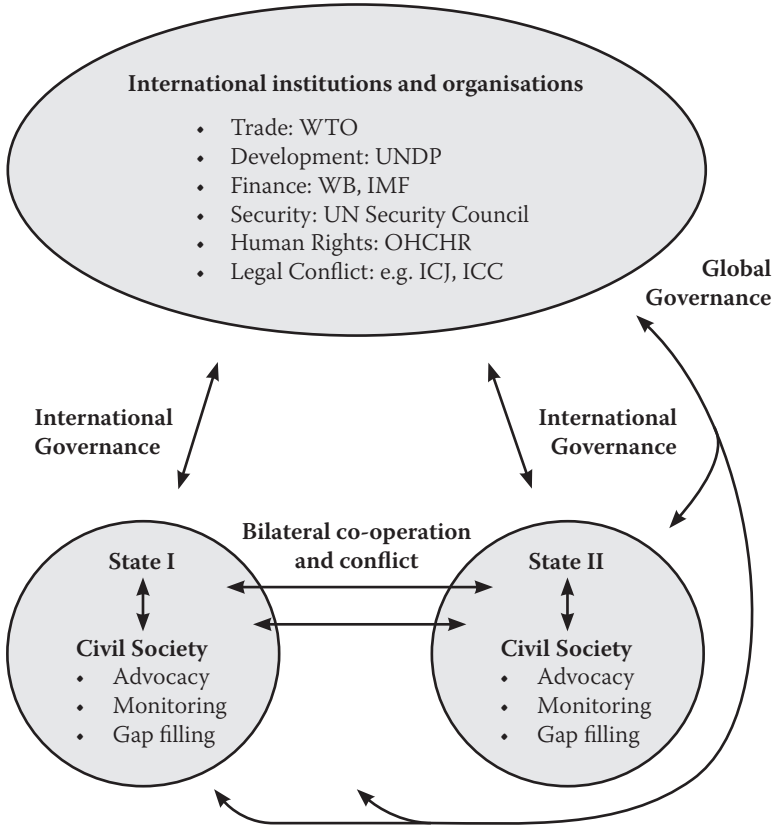 International institutions and organisations
• Trade: WTO
• Development: UNDP
• Finance: WB, IMF
• Security: UN Security Council
• Human Rights: OHCHR
• Legal Conflict: e.g. ICJ, ICC
Global
Governance
International
Governance
International
Governance
Bilateral co-operation
and conflict
State I
Civil Society
• Advocacy
• Monitoring
• Gap filling
State II
Civil Society
• Advocacy
• Monitoring
• Gap filling